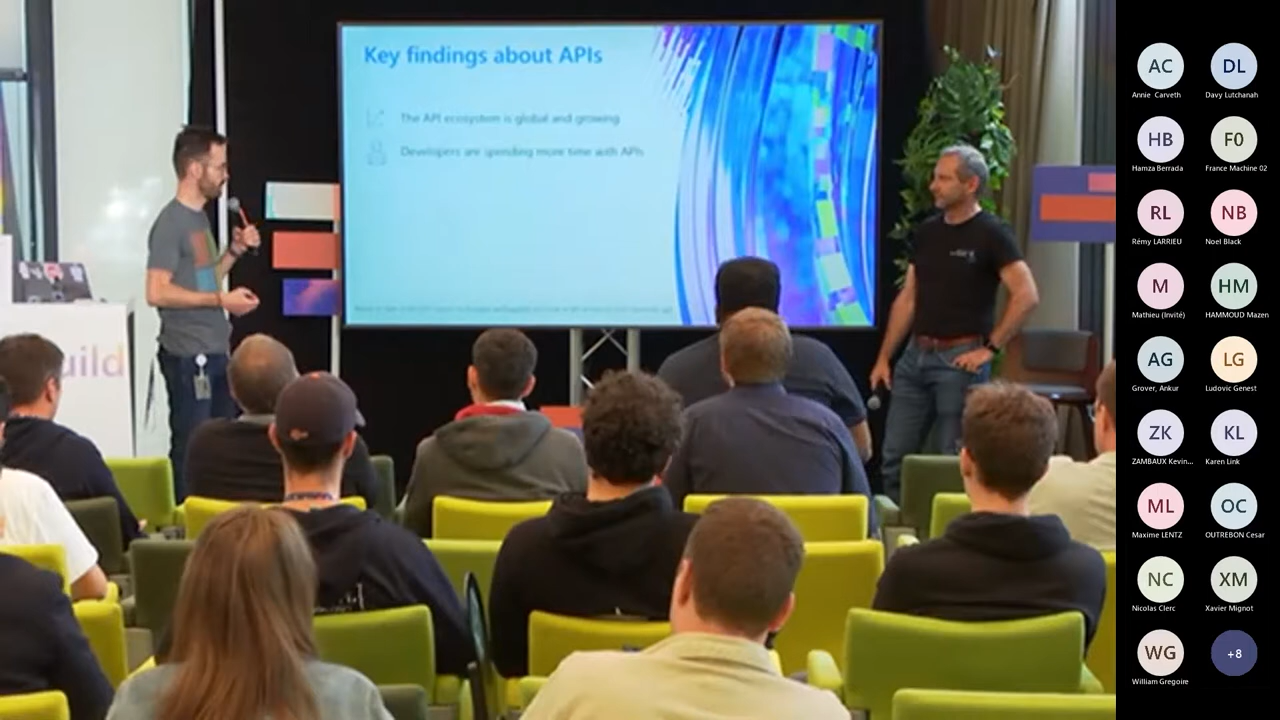 Key findings about APIs
The API ecosystem is global and growing
Developers are spending more time with APIs
uild
AC
DL
Annie Carveth
Davy Lutchanah
HB
F0
Hamza Berrada
France Machine 02
RL
NB
Rémy LARRIEU
Noel Black
M
HM
Mathieu (Invité)
HAMMOUD Mazen
AG
LG
Grover, Ankur
Ludovic Genest
ZK
KL
ZAMBAUX Kevin...
Karen Link
ML
OC
Maxime LENTZ
OUTREBON Cesar
NC
XM
Nicolas Clerc
Xavier Mignot
WG
+8
William Gregoire